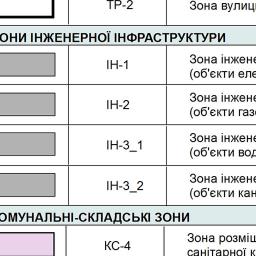 ТР-2 Зона вулиц
ОНИ ІНЖЕНЕРНОЇ ІНФРАСТРУКТУРИ
ІН-1 Зона інжене
(об'єкти еле
ІН-2 Зона інжене
(об'єкти газо
ІН-3_1 Зона інжене
(об'єкти вод
ІН-3_2 Зона інжене
(об'єкти кан
ОМУНАЛЬНІ-СКЛАДСЬКІ ЗОНИ
КС-4 Зона розміщ
санітарної к